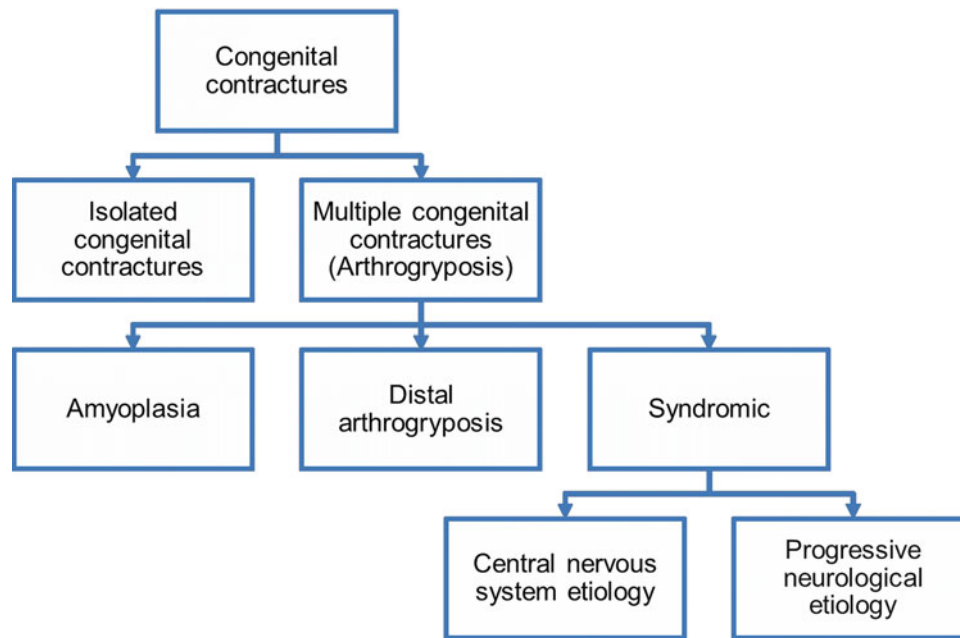 Congenital
contractures
Isolated
congenital
contractures
Multiple congenital
contractures
(Arthrogryposis)
Amyoplasia
Distal
arthrogryposis
Syndromic
Central nervous
system etiology
Progressive
neurological
etiology